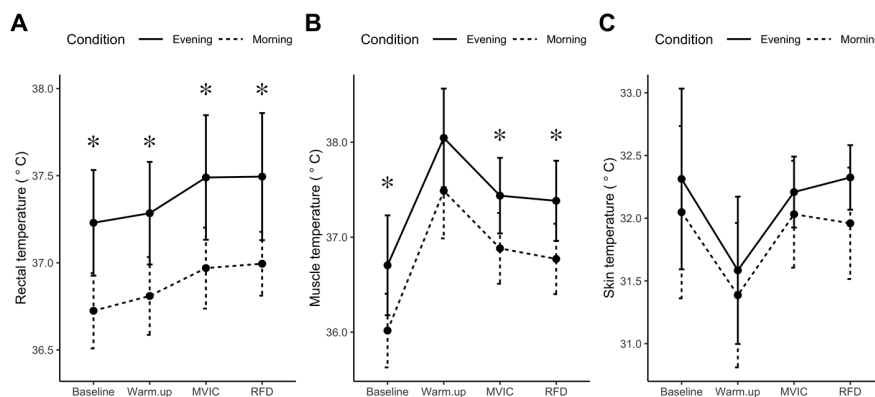 A
Condition Evening Morning
Rectal temperature ( ° C)
38.0
37.5
37.0
36.5
* * * *
Baseline Warm.up MVIC RFD
B
Condition Evening Morning
Muscle temperature ( ° C)
38.0
37.0
36.0
* * *
Baseline Warm.up MVIC RFD
C
Condition Evening Mornin
Skin temperature ( ° C)
33.0
32.5
32.0
31.5
31.0
Baseline Warm.up MVIC RFD